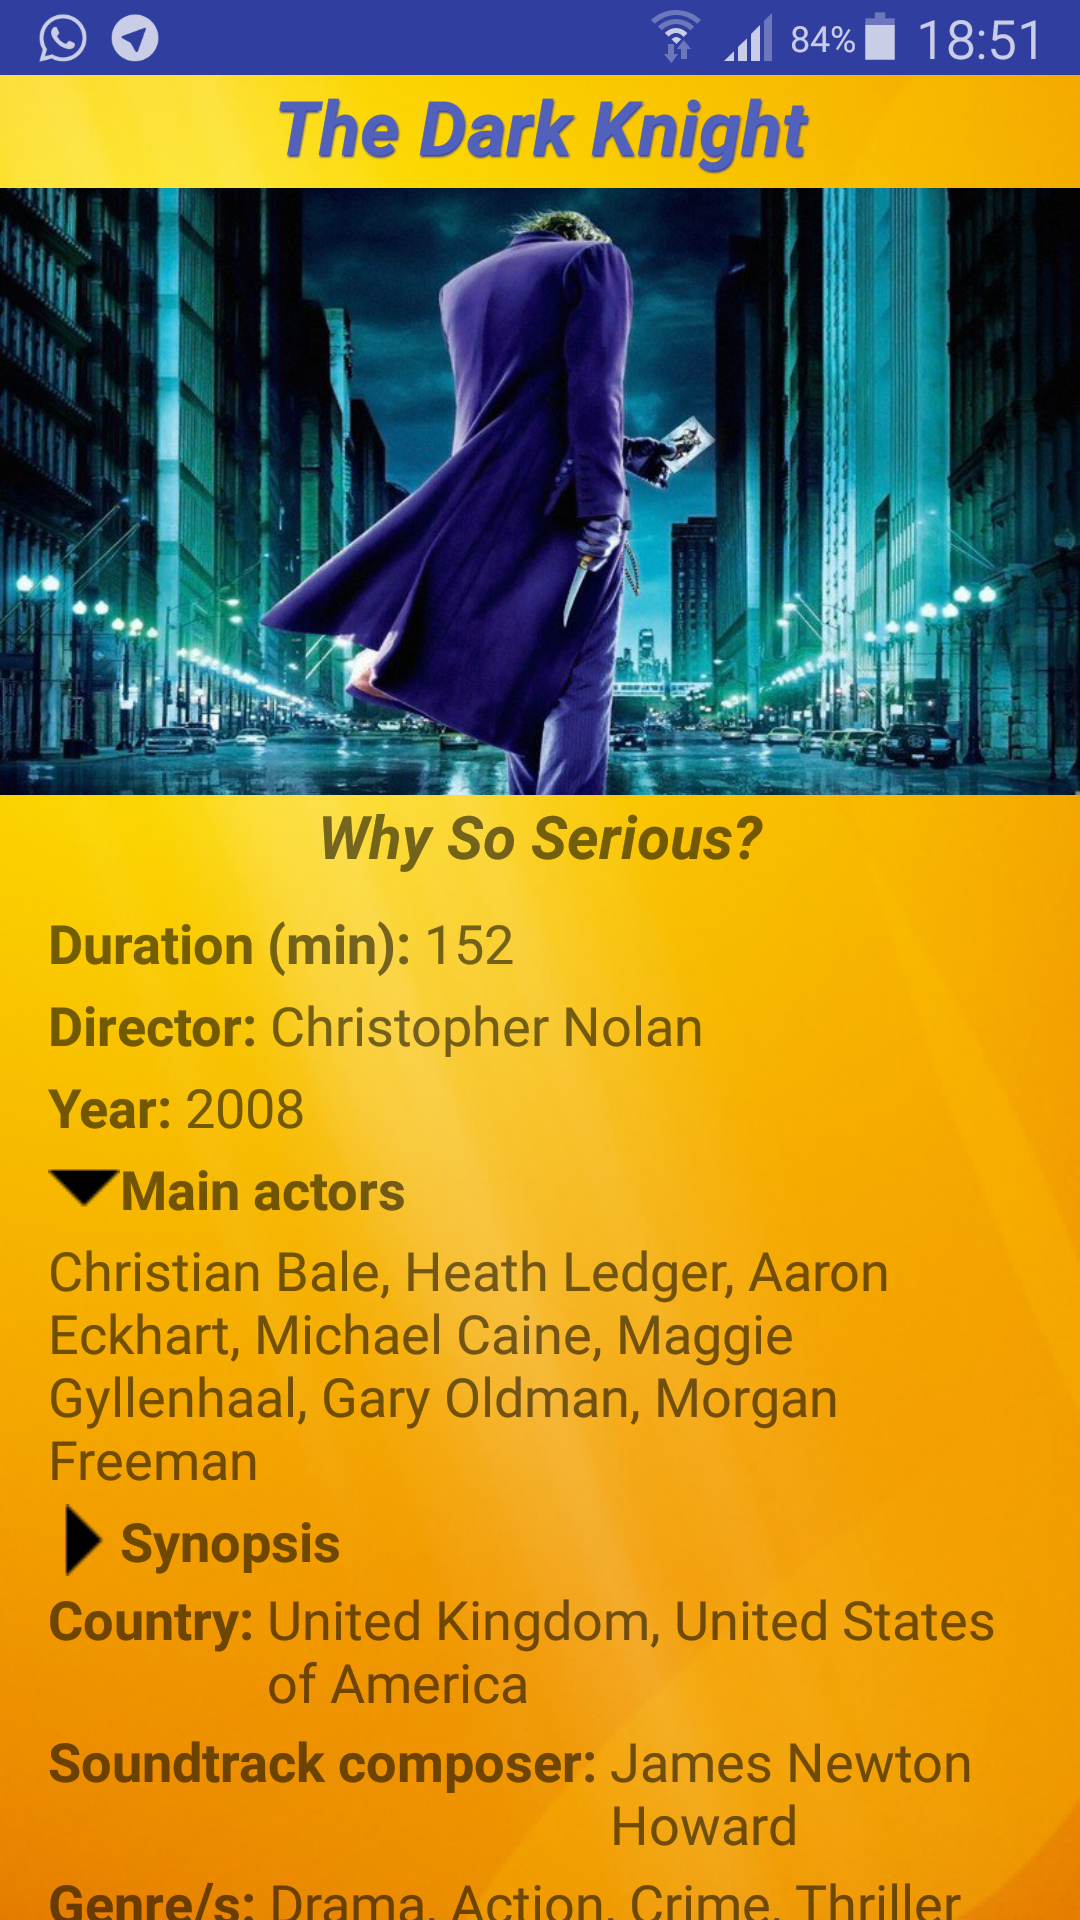 84% 18:51
The Dark Knight
Why So Serious?
Duration (min): 152
Director: Christopher Nolan
Year: 2008
Main actors
Christian Bale, Heath Ledger, Aaron
Eckhart, Michael Caine, Maggie
Gyllenhaal, Gary Oldman, Morgan
Freeman
Synopsis
Country: United Kingdom, United States
of America
Soundtrack composer: James Newton
Howard
Genre/s: Drama, Action, Crime, Thriller